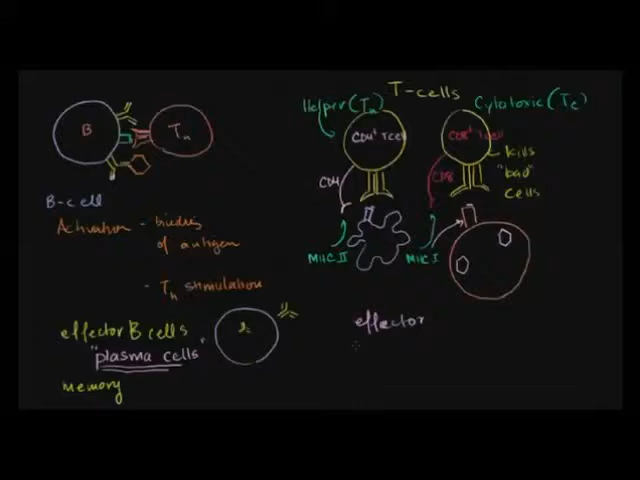 T-cells
Helper (Th)
Cytotoxic (Tc)
B
Th
CD4+ T cell
CD8+ T cell
kills
"bad"
cells
CD4
CD8
B-cell
Activation - binding
of antigen
- Th stimulation
MHC II
MHC I
effector B cells
"plasma cells"
memory
effector